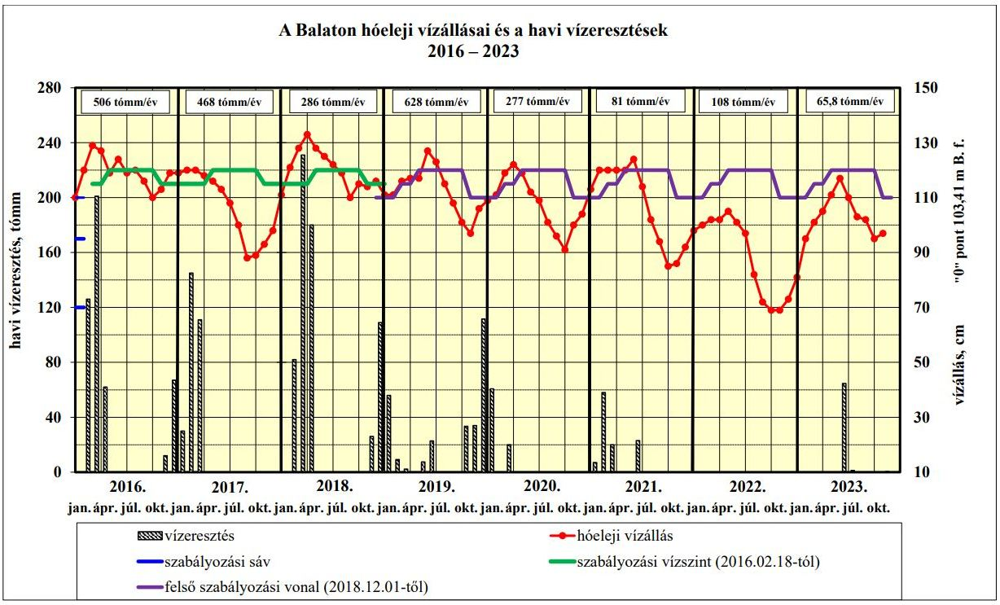 A Balaton hóeleji vízállásai és a havi vízeresztések
2016 – 2023
havi vízeresztés, tómm
280
240
200
160
120
80
40
0
506 tómm/év
468 tómm/év
286 tómm/év
628 tómm/év
277 tómm/év
81 tómm/év
108 tómm/év
65,8 tómm/év
150
130
110
90
70
50
30
10
vízállás, cm "0" pont 103,41 m B. f.
2016. 2017. 2018. 2019. 2020. 2021. 2022. 2023.
jan. ápr. júl. okt. jan. ápr. júl. okt. jan. ápr. júl. okt. jan. ápr. júl. okt. jan. ápr. júl. okt. jan. ápr. júl. okt. jan. ápr. júl. okt. jan. ápr. júl. okt.
vízeresztés
hóeleji vízállás
szabályozási sáv
szabályozási vízszint (2016.02.18-tól)
felső szabályozási vonal (2018.12.01-től)